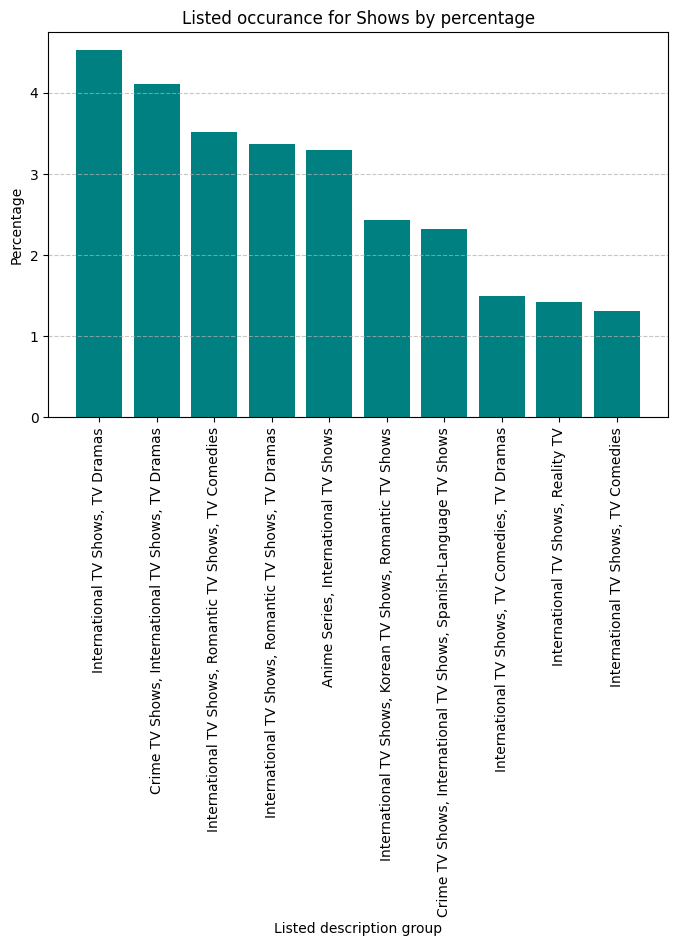 Listed occurance for Shows by percentage
Percentage
4
3
2
1
0
International TV Shows, TV Dramas
Crime TV Shows, International TV Shows, TV Dramas
International TV Shows, Romantic TV Shows, TV Comedies
International TV Shows, Romantic TV Shows, TV Dramas
Anime Series, International TV Shows
International TV Shows, Korean TV Shows, Romantic TV Shows
Crime TV Shows, International TV Shows, Spanish-Language TV Shows
International TV Shows, TV Comedies, TV Dramas
International TV Shows, Reality TV
International TV Shows, TV Comedies
Listed description group